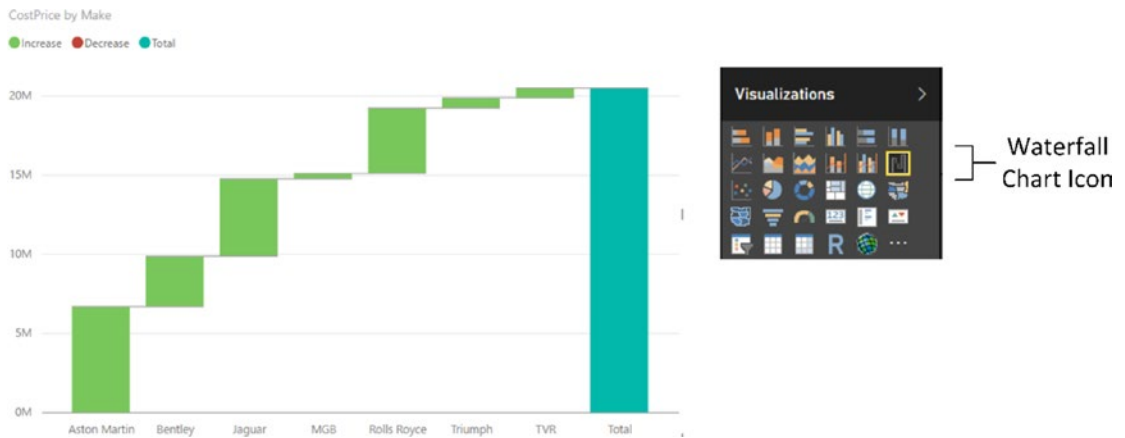 CostPrice by Make
Increase Decrease Total
20M
15M
10M
5M
0M
Aston Martin Bentley Jaguar MGB Rolls Royce Triumph TVR Total
Visualizations
123
R
Waterfall
Chart Icon